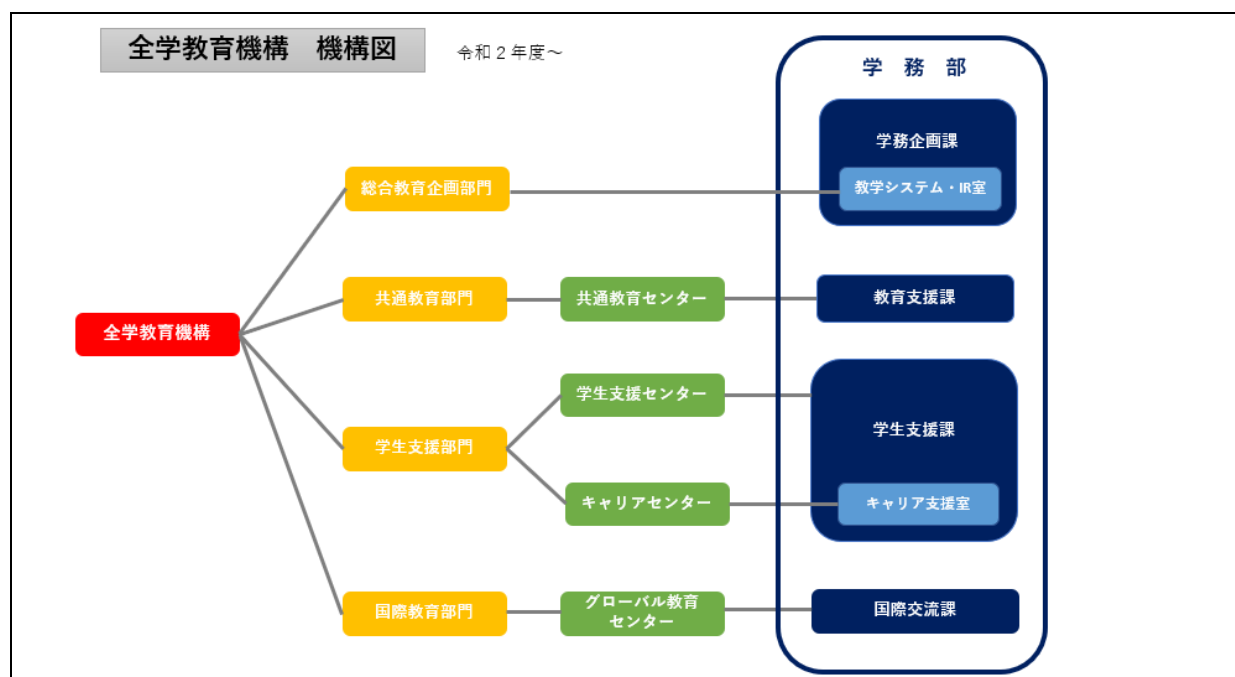 全学教育機構　機構図
令和２年度～
学　務　部
学務企画課
総合教育企画部門
教学システム・IR室
共通教育部門
共通教育センター
教育支援課
全学教育機構
学生支援センター
学生支援課
学生支援部門
キャリアセンター
キャリア支援室
国際教育部門
グローバル教育
センター
国際交流課